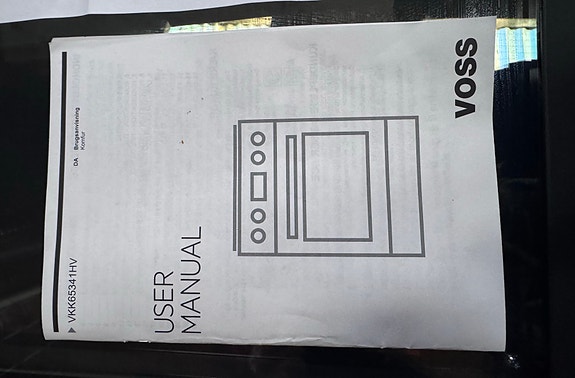 VOSS
USER
MANUAL
DA Brugsanvisning
Komfur
VKK65341HV